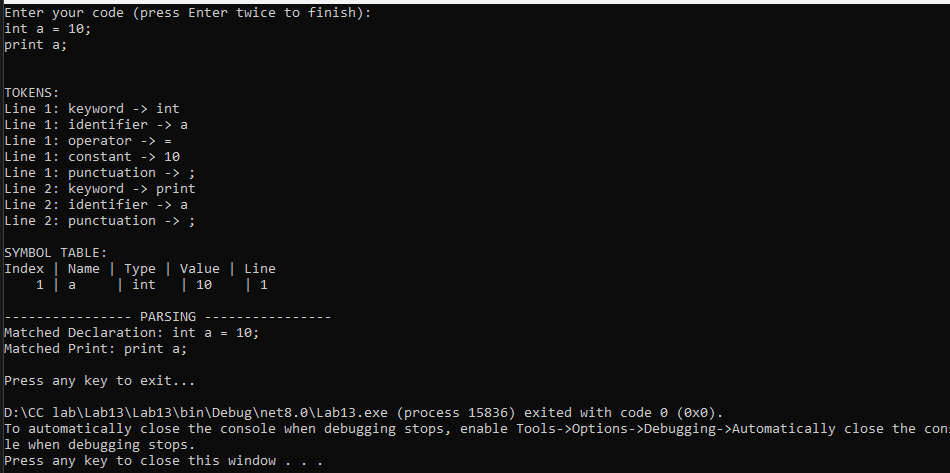 Enter your code (press Enter twice to finish):
int a = 10;
print a;
TOKENS:
Line 1: keyword -> int
Line 1: identifier -> a
Line 1: operator -> =
Line 1: constant -> 10
Line 1: punctuation -> ;
Line 2: keyword -> print
Line 2: identifier -> a
Line 2: punctuation -> ;
SYMBOL TABLE:
Index | Name | Type | Value | Line
    1 | a     | int   | 10    | 1
---------------- PARSING ----------------
Matched Declaration: int a = 10;
Matched Print: print a;
Press any key to exit...
D:\CC lab\Lab13\Lab13\bin\Debug\net8.0\Lab13.exe (process 15836) exited with code 0 (0x0).
To automatically close the console when debugging stops, enable Tools->Options->Debugging->Automatically close the cons
le when debugging stops.
Press any key to close this window . . .